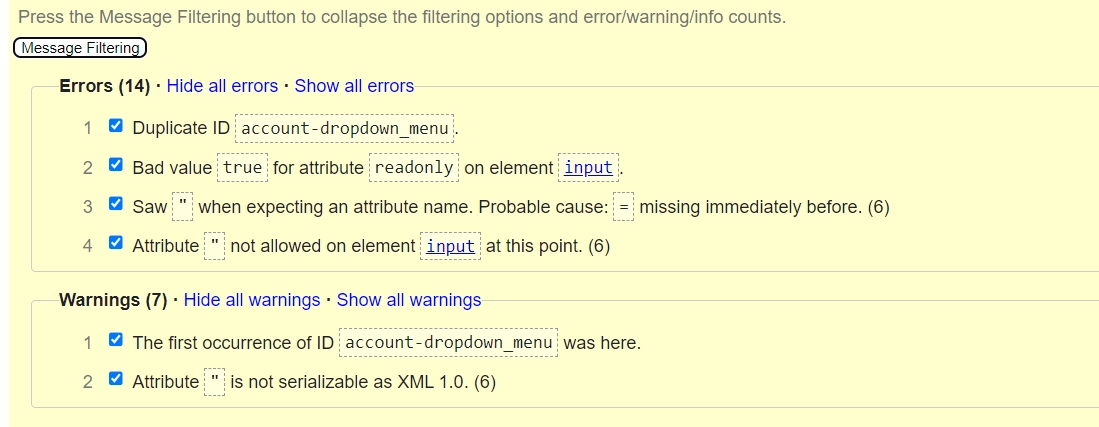 Press the Message Filtering button to collapse the filtering options and error/warning/info counts.
Message Filtering
Errors (14) · Hide all errors · Show all errors
1 Duplicate ID account-dropdown_menu.
2 Bad value true for attribute readonly on element input.
3 Saw " when expecting an attribute name. Probable cause: = missing immediately before. (6)
4 Attribute " not allowed on element input at this point. (6)
Warnings (7) · Hide all warnings · Show all warnings
1 The first occurrence of ID account-dropdown_menu was here.
2 Attribute " is not serializable as XML 1.0. (6)